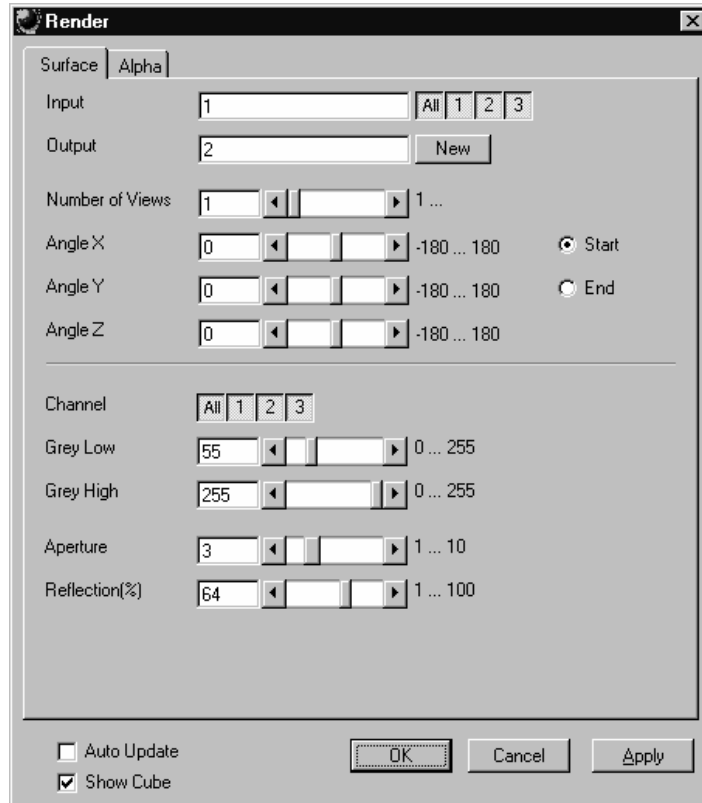 Render
Surface Alpha
Input 1 All 1 2 3
Output 2 New
Number of Views 1 1 ...
Angle X 0 -180 ... 180 Start
Angle Y 0 -180 ... 180 End
Angle Z 0 -180 ... 180
Channel All 1 2 3
Grey Low 55 0 ... 255
Grey High 255 0 ... 255
Aperture 3 1 ... 10
Reflection(%) 64 1 ... 100
Auto Update OK Cancel Apply
Show Cube